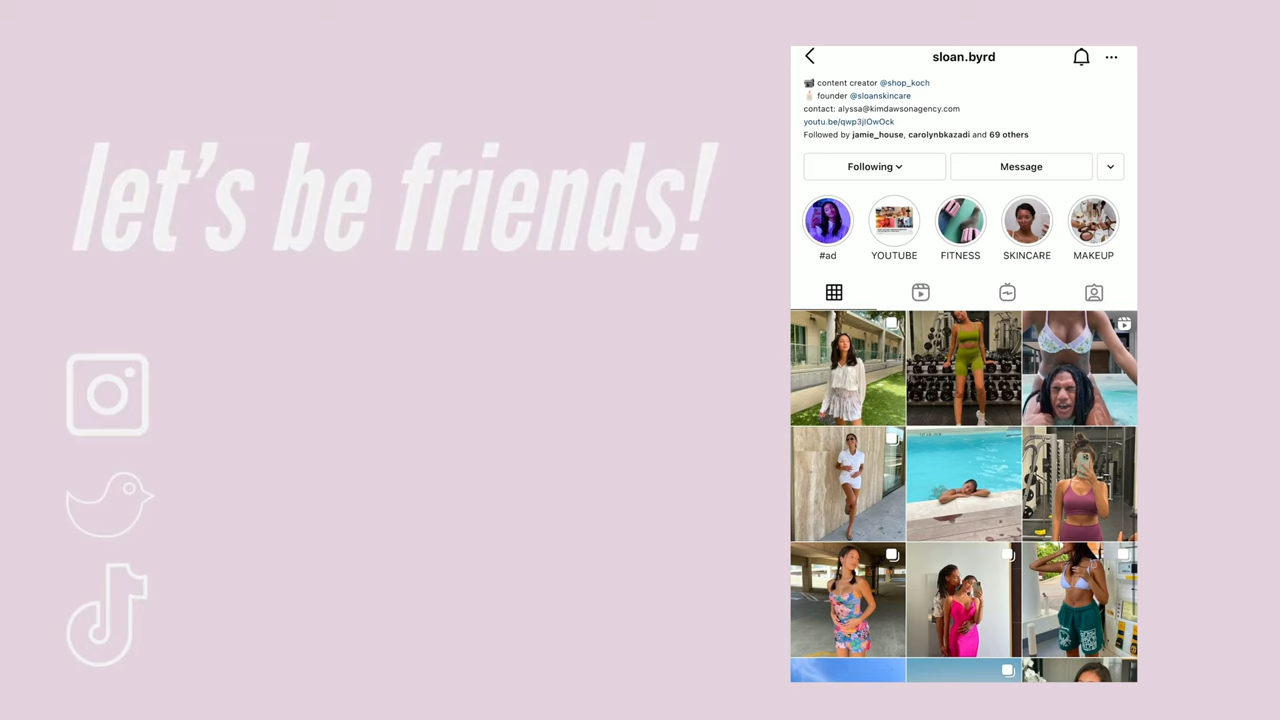 let's be friends!
sloan.byrd
content creator @shop_koch
founder @sloanskincare
contact: alyssa@kimdawsonagency.com
youtu.be/qwp3jlOwOck
Followed by jamie_house, carolynbkazadi and 69 others
Following
Message
#ad
YOUTUBE
FITNESS
SKINCARE
MAKEUP